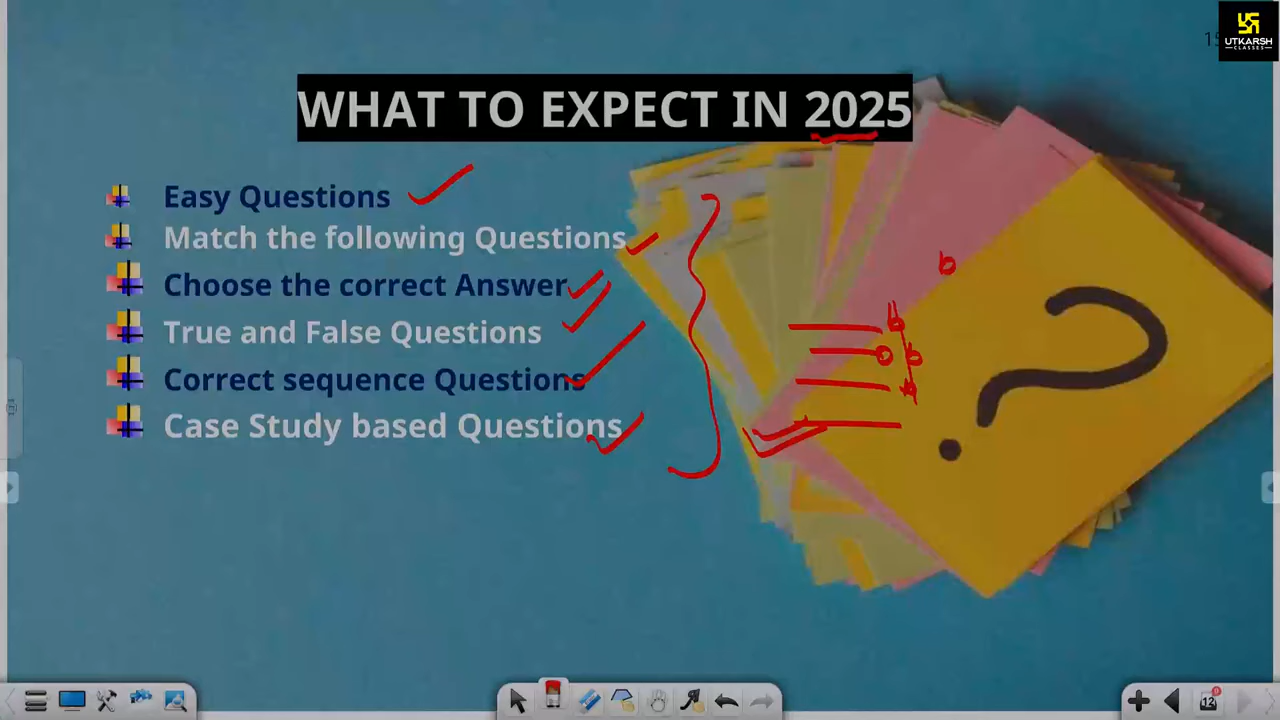 UTKARSH
CLASSES
WHAT TO EXPECT IN 2025
Easy Questions
Match the following Questions
Choose the correct Answer
True and False Questions
Correct sequence Questions
Case Study based Questions
b
b
b
?
12